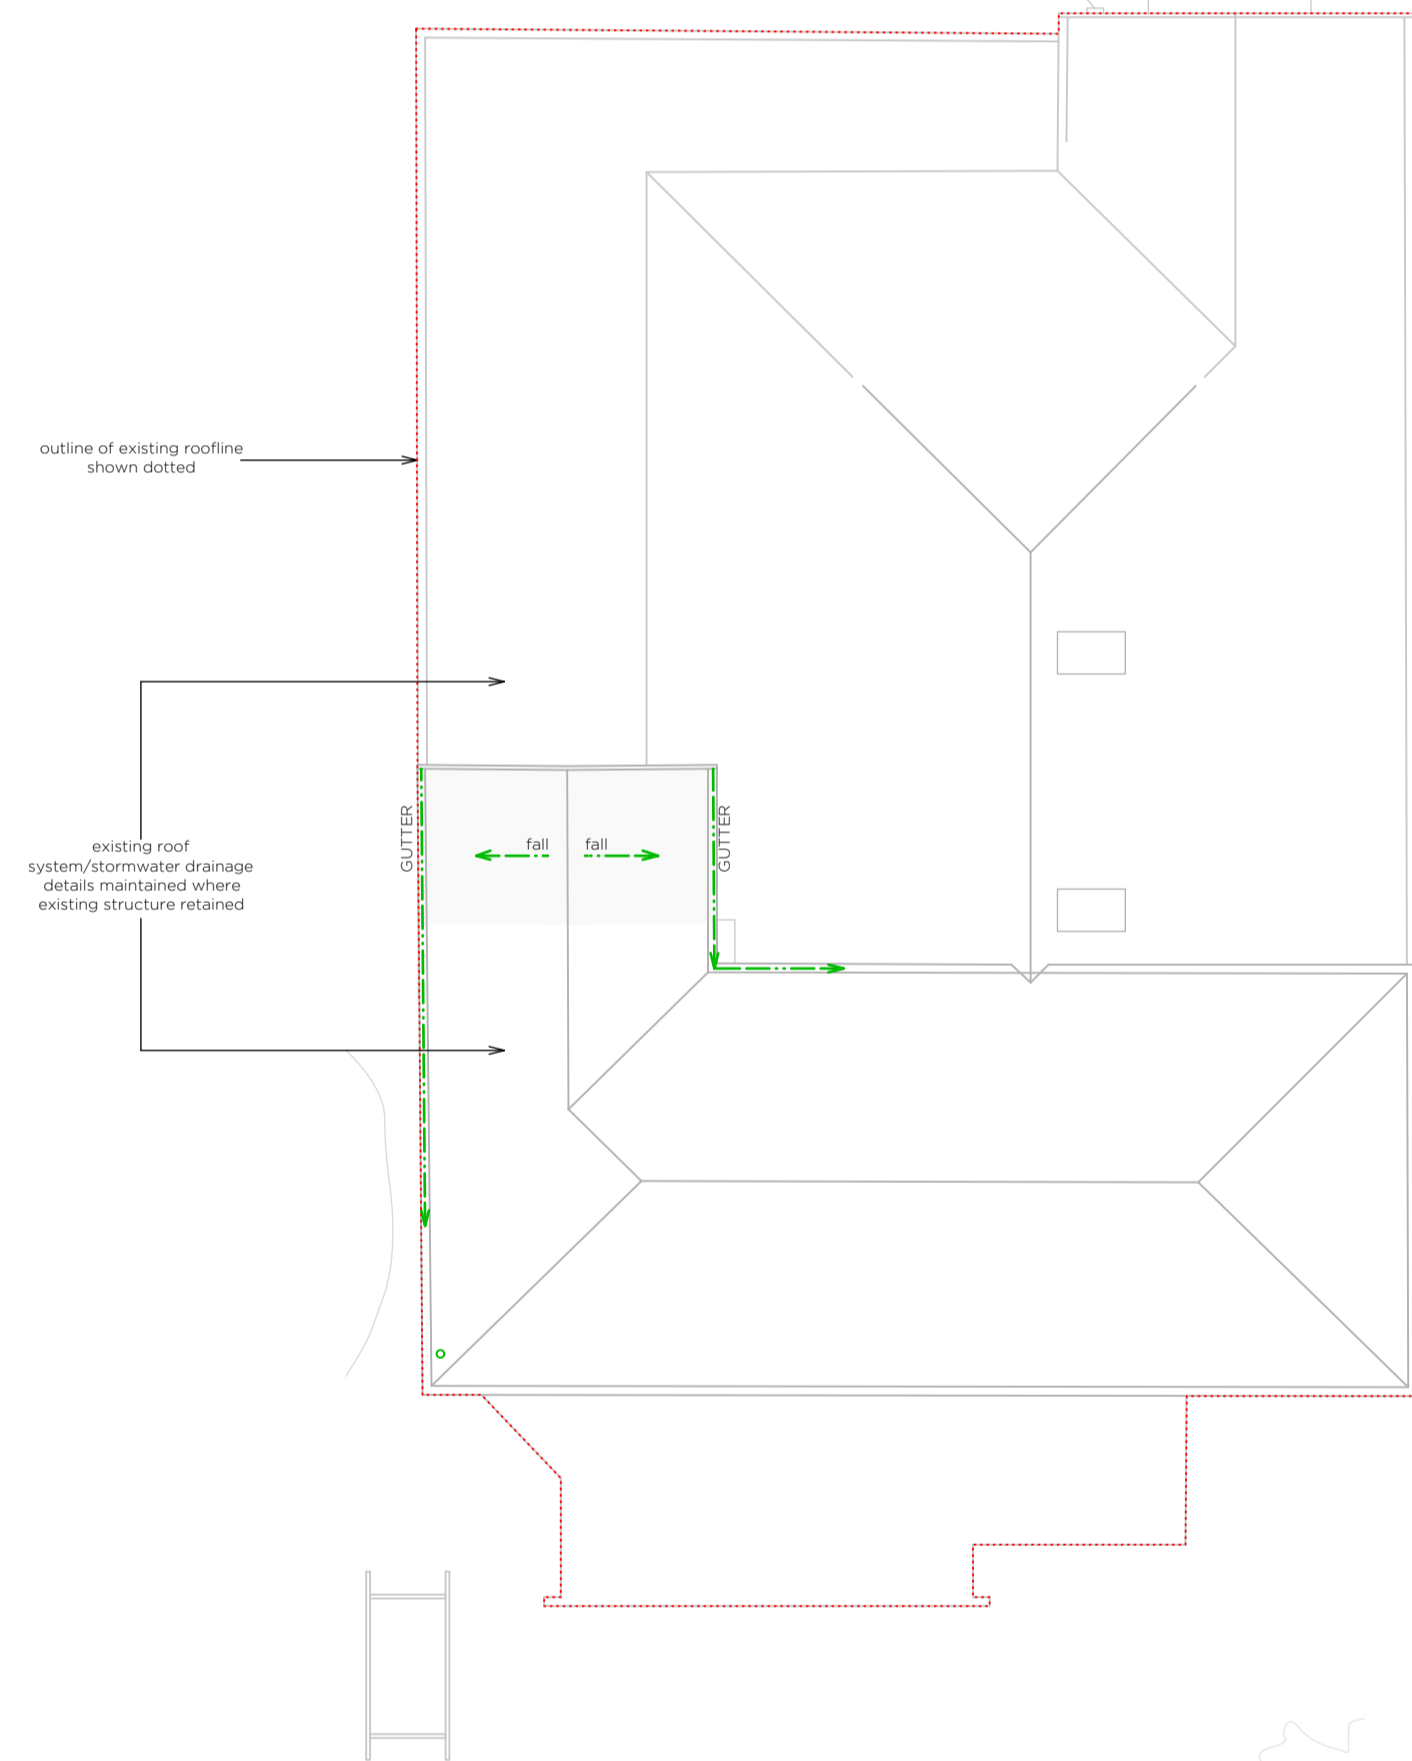 outline of existing roofline
shown dotted
GUTTER
fall
fall
GUTTER
existing roof
system/stormwater drainage
details maintained where
existing structure retained